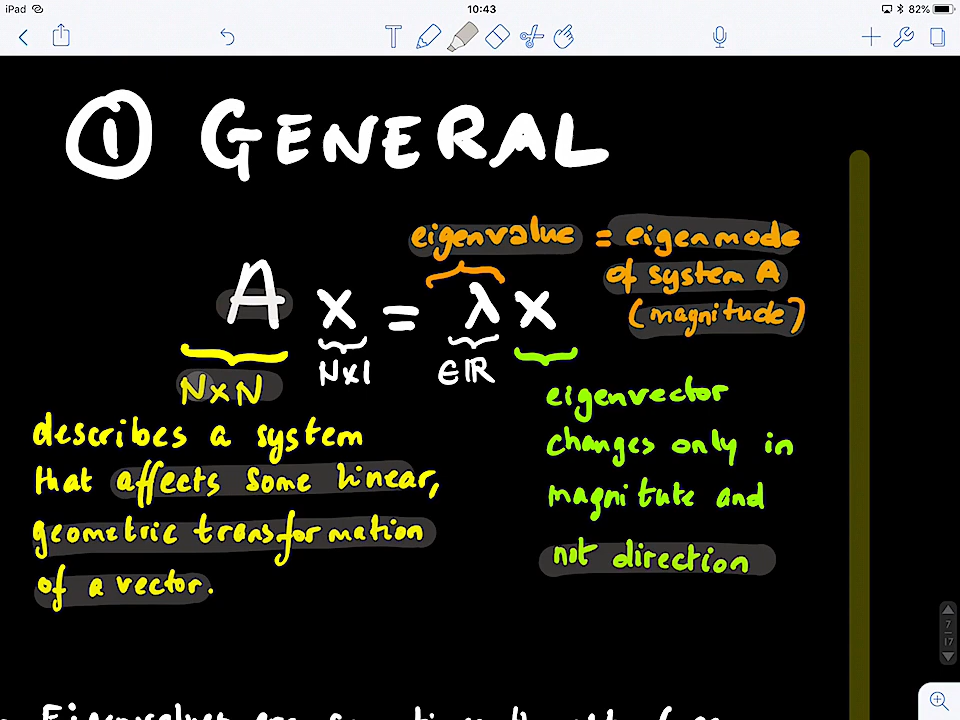 iPad
10:43
82%
① GENERAL
eigenvalue = eigenmode
of system A
(magnitude)
A x = λ x
N×N
N×1
∈ℝ
describes a system
that affects some linear,
geometric transformation
of a vector.
eigenvector
changes only in
magnitute and
not direction
7
17